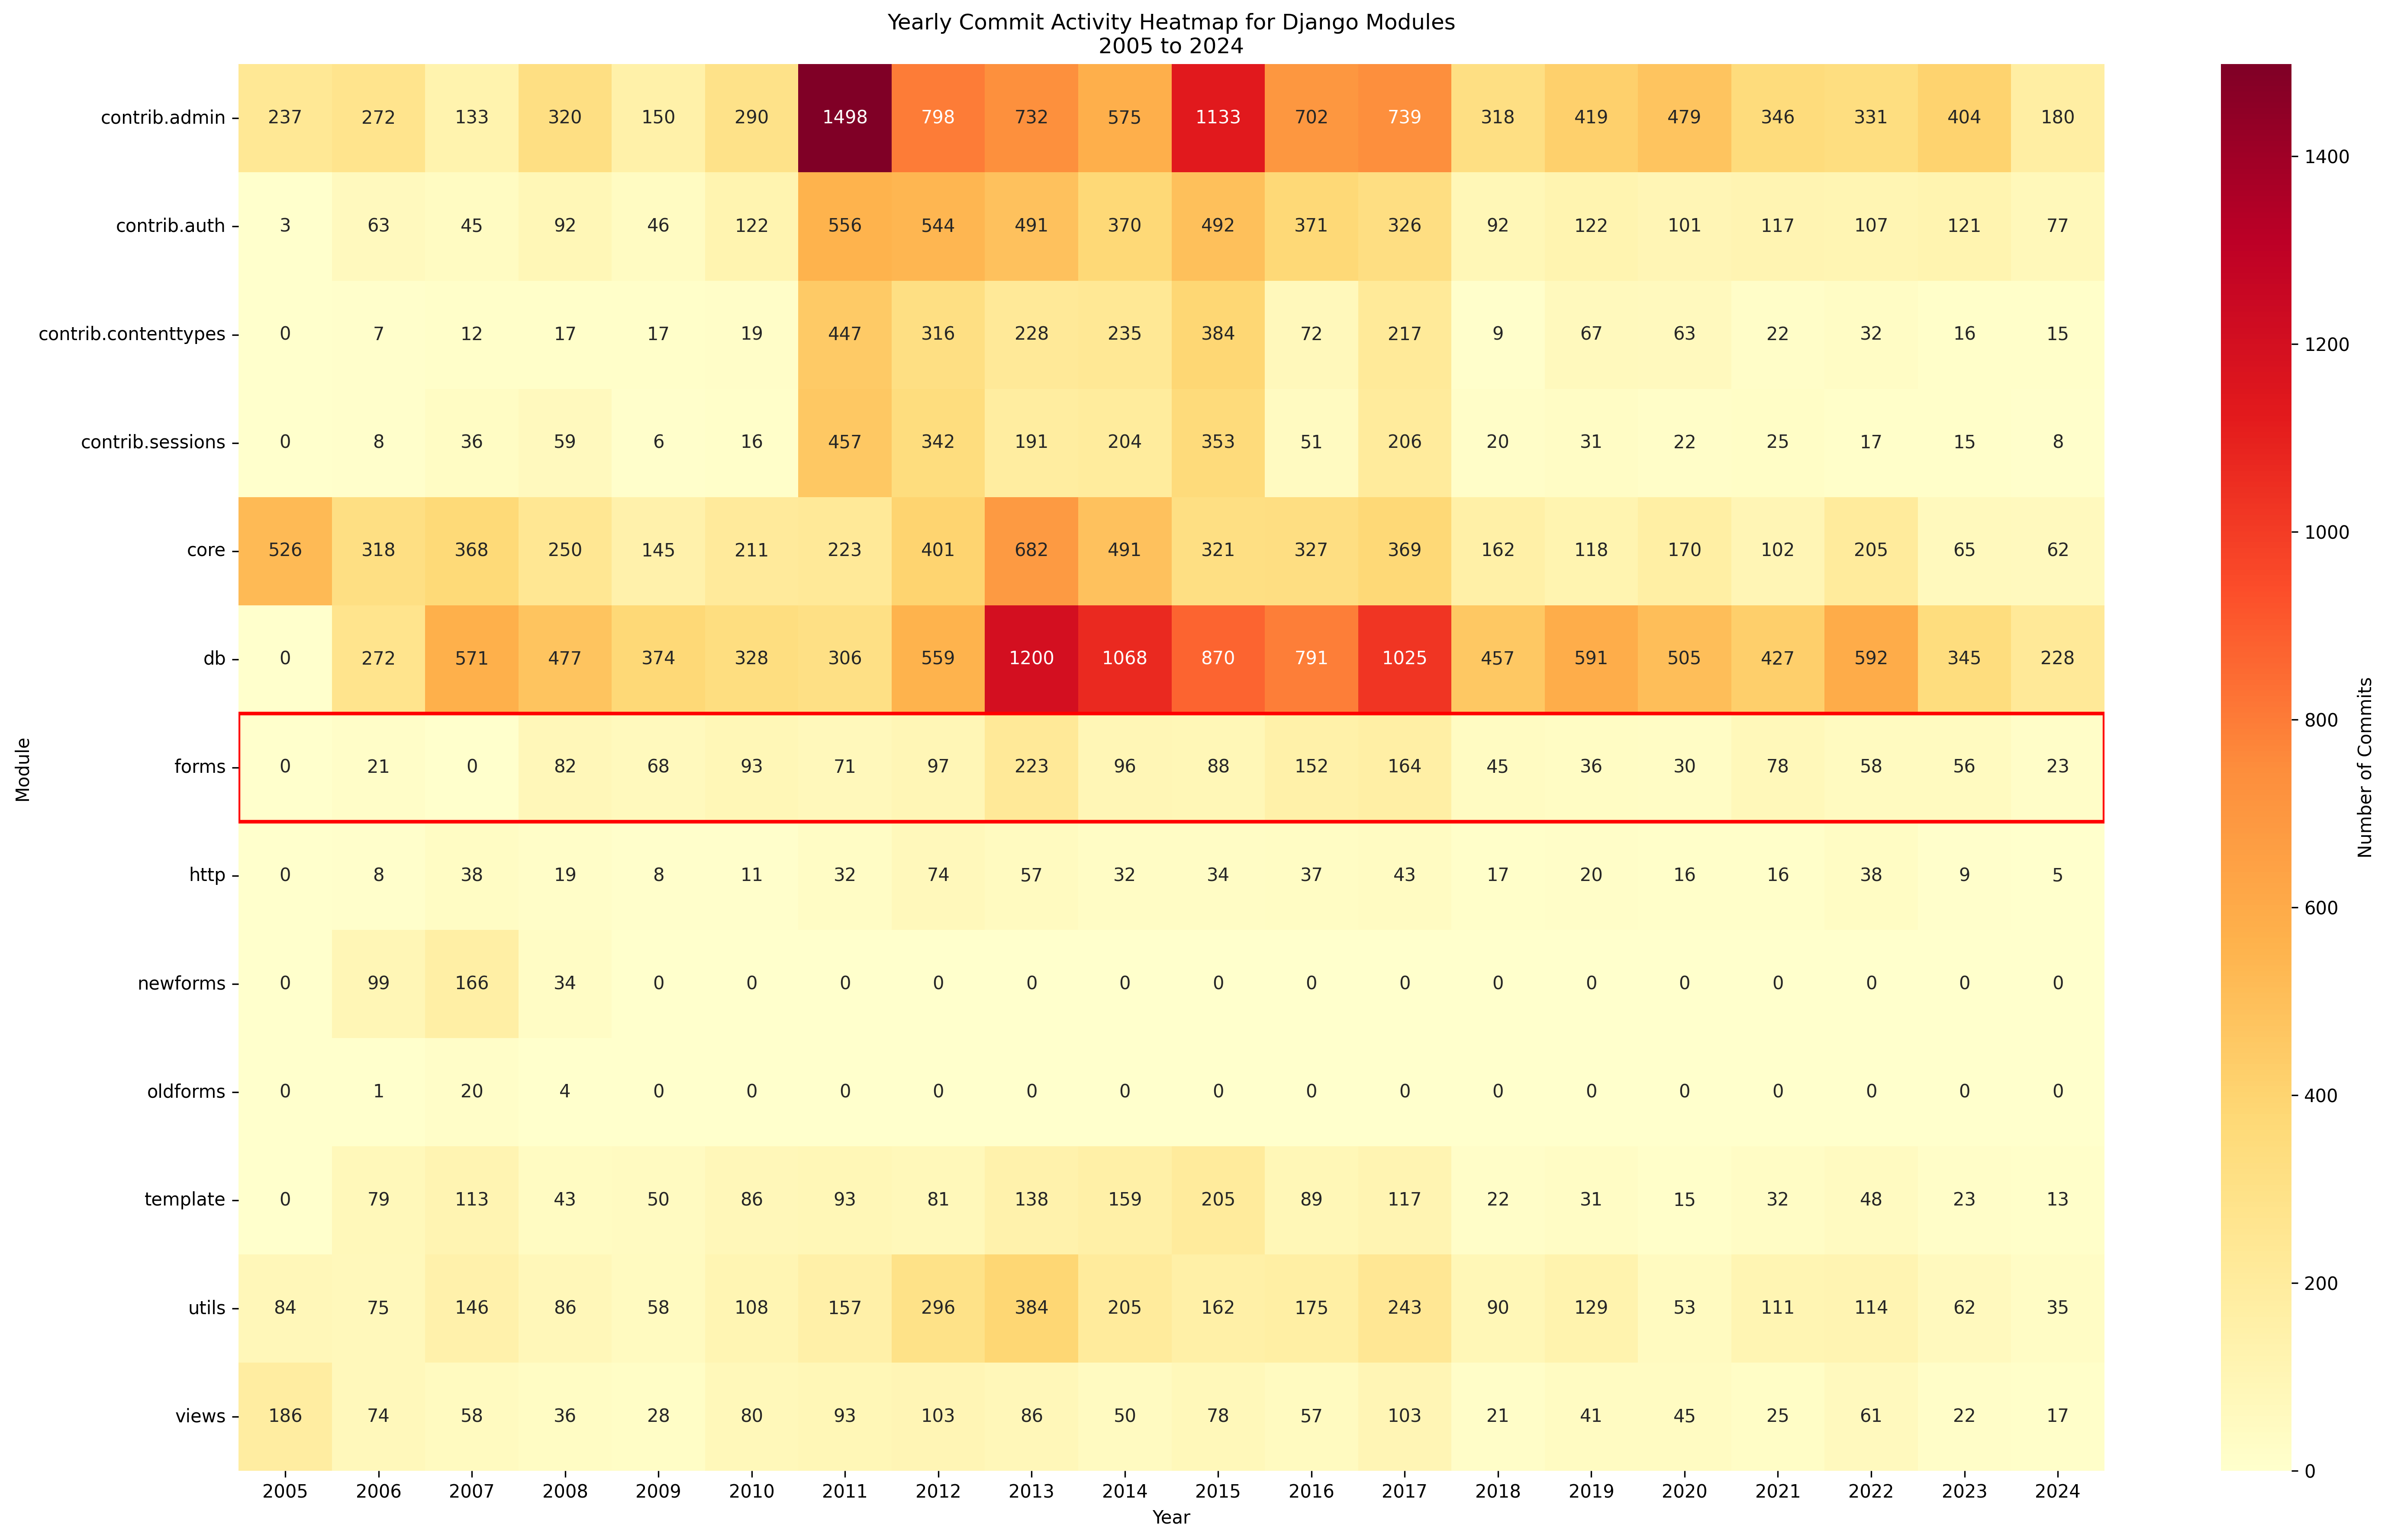 Yearly Commit Activity Heatmap for Django Modules
2005 to 2024
contrib.admin 237 272 133 320 150 290 1498 798 732 575 1133 702 739 318 419 479 346 331 404 180
contrib.auth 3 63 45 92 46 122 556 544 491 370 492 371 326 92 122 101 117 107 121 77
contrib.contenttypes 0 7 12 17 17 19 447 316 228 235 384 72 217 9 67 63 22 32 16 15
contrib.sessions 0 8 36 59 6 16 457 342 191 204 353 51 206 20 31 22 25 17 15 8
core 526 318 368 250 145 211 223 401 682 491 321 327 369 162 118 170 102 205 65 62
db 0 272 571 477 374 328 306 559 1200 1068 870 791 1025 457 591 505 427 592 345 228
forms 0 21 0 82 68 93 71 97 223 96 88 152 164 45 36 30 78 58 56 23
http 0 8 38 19 8 11 32 74 57 32 34 37 43 17 20 16 16 38 9 5
newforms 0 99 166 34 0 0 0 0 0 0 0 0 0 0 0 0 0 0 0 0
oldforms 0 1 20 4 0 0 0 0 0 0 0 0 0 0 0 0 0 0 0 0
template 0 79 113 43 50 86 93 81 138 159 205 89 117 22 31 15 32 48 23 13
utils 84 75 146 86 58 108 157 296 384 205 162 175 243 90 129 53 111 114 62 35
views 186 74 58 36 28 80 93 103 86 50 78 57 103 21 41 45 25 61 22 17
2005 2006 2007 2008 2009 2010 2011 2012 2013 2014 2015 2016 2017 2018 2019 2020 2021 2022 2023 2024
Year
Module
1400
1200
1000
800
600
400
200
0
Number of Commits